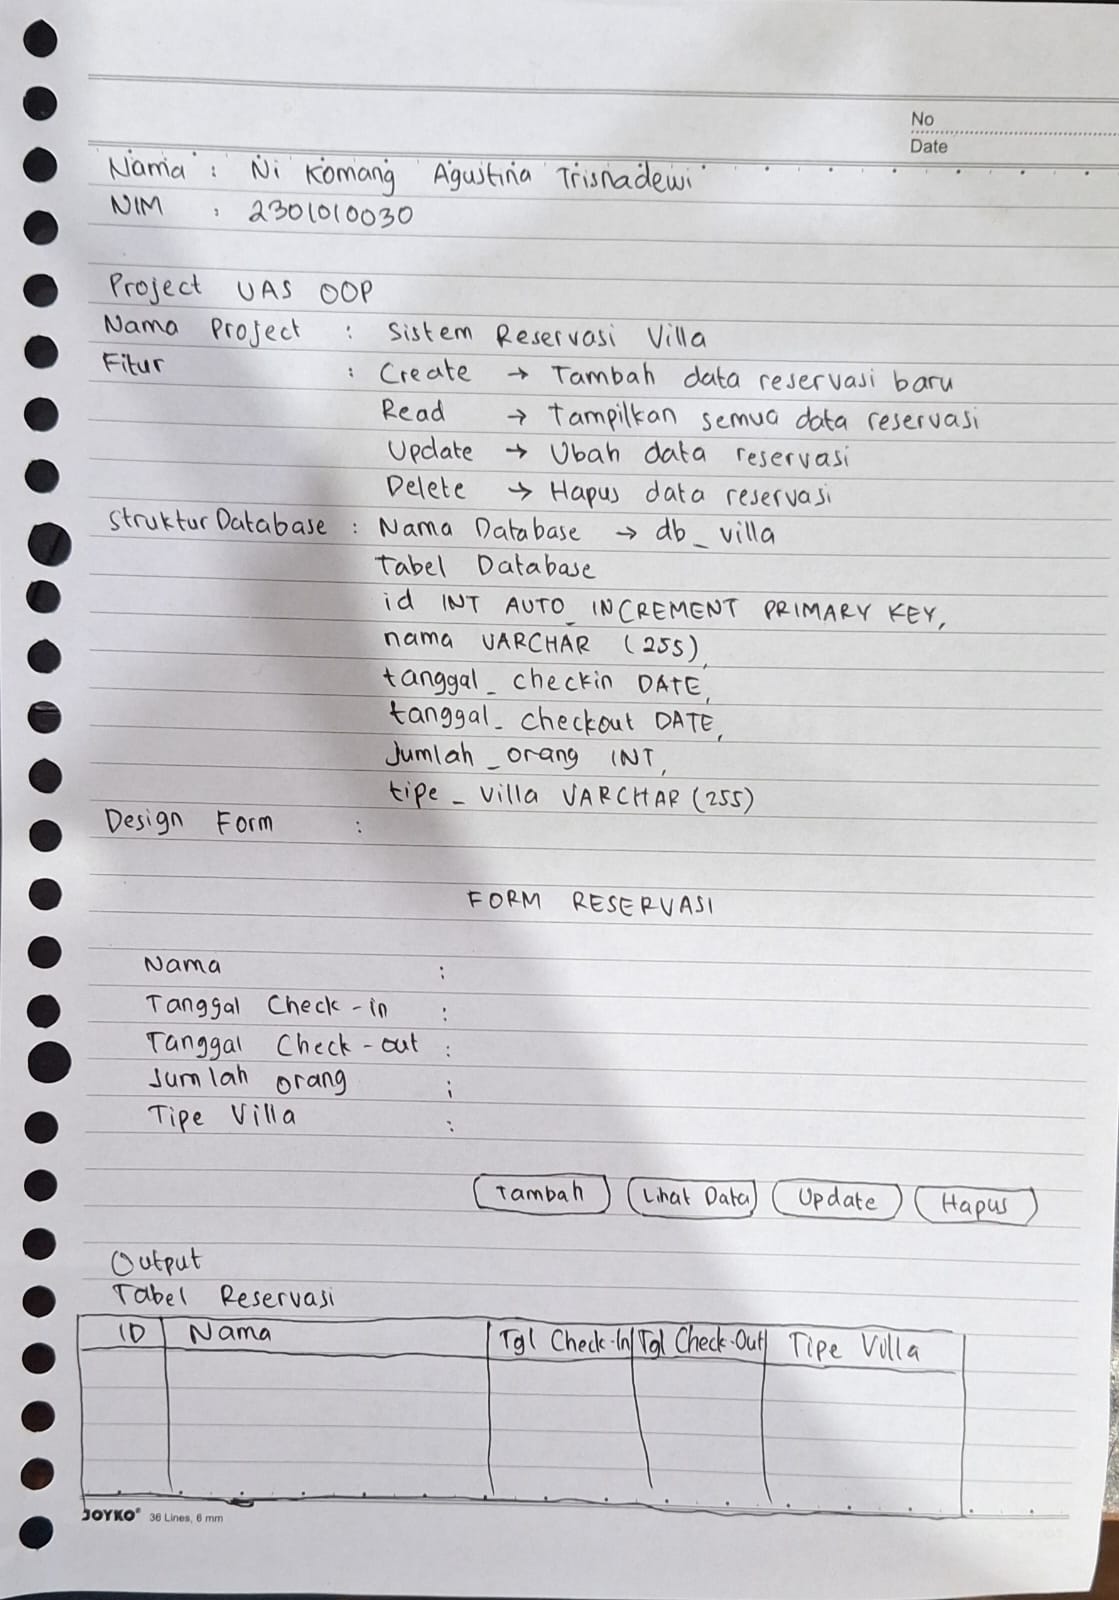 No
Date
Nama : Ni Komang Agustina Trisnadewi
NIM : 2301010030
Project UAS OOP
Nama Project : Sistem Reservasi Villa
Fitur : Create → Tambah data reservasi baru
Read → Tampilkan semua data reservasi
Update → Ubah data reservasi
Delete → Hapus data reservasi
Struktur Database : Nama Database → db_villa
Tabel Database
id INT AUTO_INCREMENT PRIMARY KEY,
nama VARCHAR (255),
tanggal_checkin DATE,
tanggal_checkout DATE,
Jumlah_orang INT,
tipe_villa VARCHAR (255)
Design Form :
FORM RESERVASI
Nama :
Tanggal Check-in :
Tanggal Check-out :
Jumlah orang :
Tipe Villa :
Tambah Lihat Data Update Hapus
Output
Tabel Reservasi
ID Nama Tgl Check-In Tgl Check-Out Tipe Villa
JOYKO® 36 Lines, 6 mm